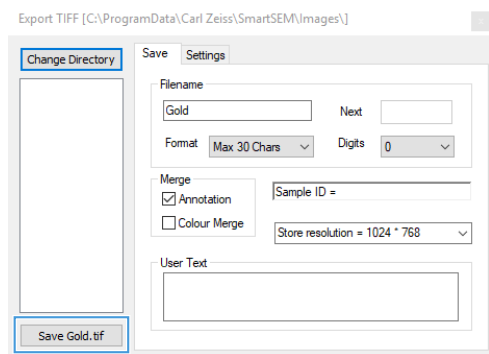 Export TIFF [C:\ProgramData\Carl Zeiss\SmartSEM\Images\]
Change Directory
Save Settings
Filename
Gold Next
Format Max 30 Chars Digits 0
Merge
Annotation Sample ID =
Colour Merge Store resolution = 1024 * 768
User Text
Save Gold.tif